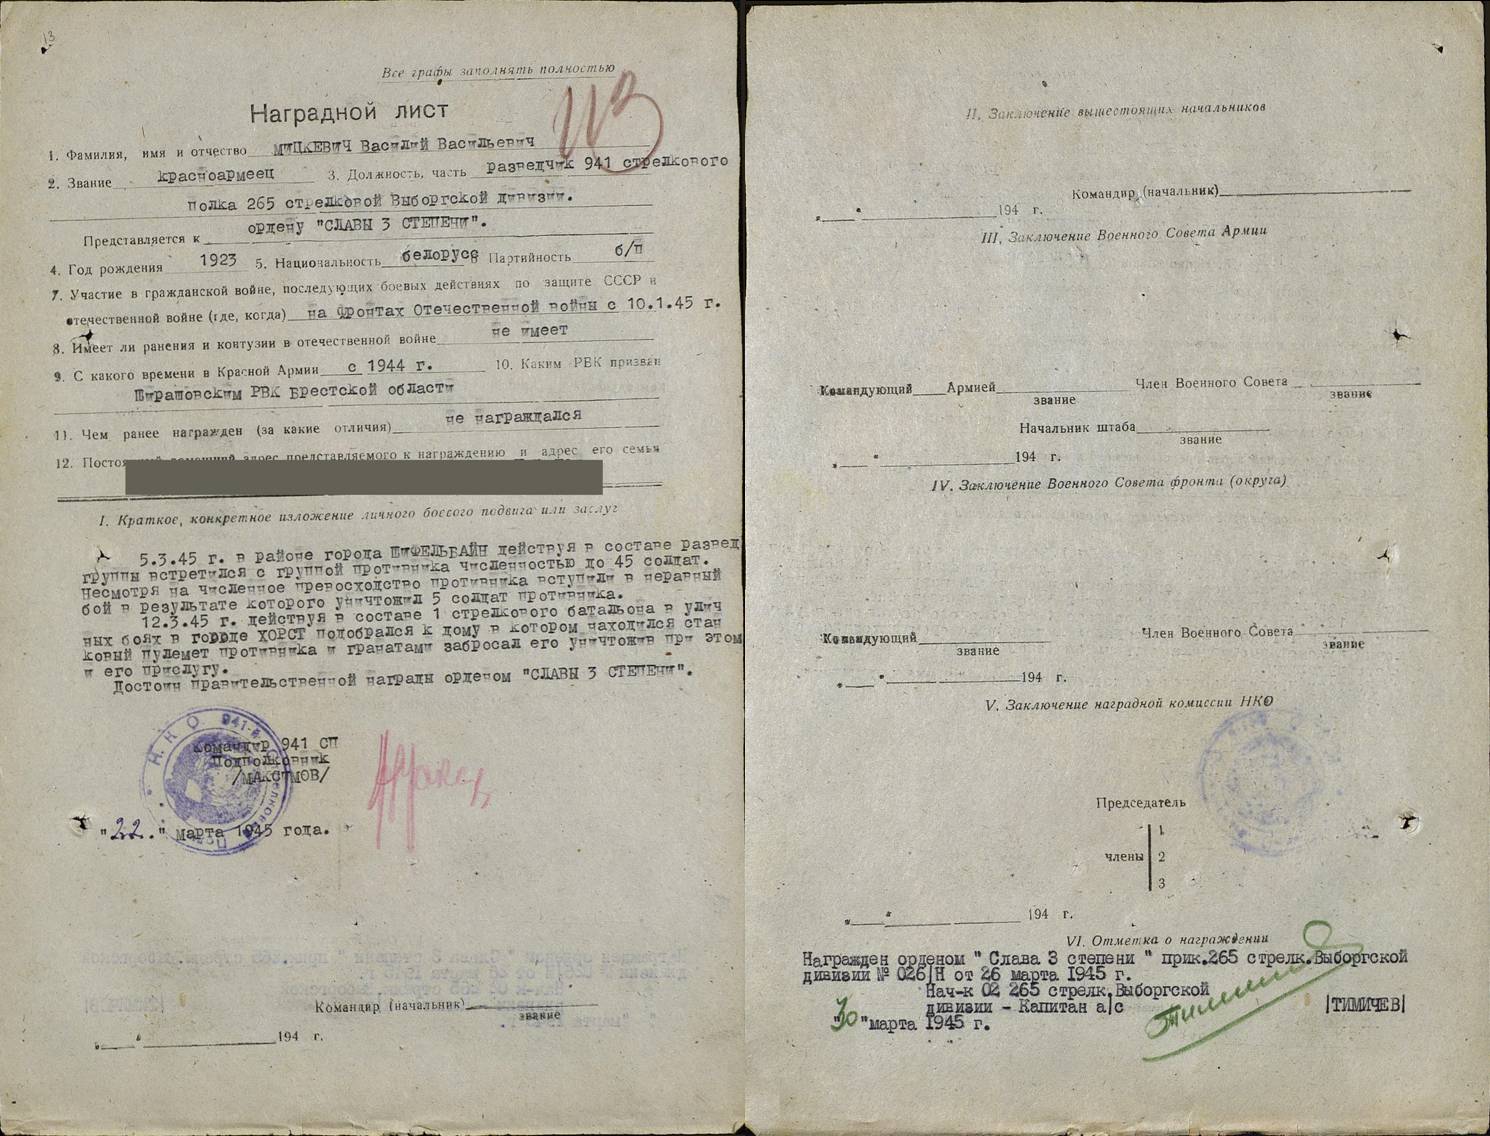 13
Все графы заполнять полностью
Наградной лист
113
1. Фамилия, имя и отчество МИЦКЕВИЧ Василий Васильевич
2. Звание красноармеец 3. Должность, часть разведчик 941 стрелкового
полка 265 стрелковой Выборгской дивизии.
Представляется к ордену "СЛАВЫ 3 СТЕПЕНИ".
4. Год рождения 1923 5. Национальность белорусс 6 Партийность б/п
7. Участие в гражданской войне, последующих боевых действиях по защите СССР и
отечественной войне (где, когда) на фронтах Отечественной войны с 10.1.45 г.
8. Имеет ли ранения и контузии в отечественной войне не имеет
9. С какого времени в Красной Армии с 1944 г. 10. Каким РВК призван
Шерашовским РВК Брестской области
11. Чем ранее награжден (за какие отличия) не награждался
12. домашний адрес представляемого к награждению и адрес его семьи
I. Краткое, конкретное изложение личного боевого подвига или заслуг
5.3.45 г. в районе города ШИФЕЛЬБАЙН действуя в составе развед
группы встретился с группой противника численностью до 45 солдат.
Несмотря на численное превосходство противника вступили в неравный
бой в результате которого уничтожил 5 солдат противника.
12.3.45 г. действуя в составе 1 стрелкового батальона в улич
ных боях в городе ХОРСТ подобрался к дому в котором находился стан
ковый пулемет противника и гранатами забросал его уничтожив при этом
и его прислугу.
Достоин правительственной награды орденом "СЛАВЫ 3 СТЕПЕНИ".
Н К О 941-й
Командир 941 СП
Подполковник
/МАКСИМОВ/
"22." марта 1945 года.
Командир (начальник)
звание
" " 194 г.
II. Заключение вышестоящих начальников
Командир (начальник)
" " 194 г.
III. Заключение Военного Совета Армии
Командующий Армией Член Военного Совета
звание звание
Начальник штаба
звание
" " 194 г.
IV. Заключение Военного Совета фронта (округа)
Командующий Член Военного Совета
звание звание
" " 194 г.
V. Заключение наградной комиссии НКО
Председатель
1
члены 2
3
" " 194 г.
VI. Отметка о награждении
Награжден орденом " Слава 3 степени " прик.265 стрелк.Выборгской
дивизии № 026/Н от 26 марта 1945 г.
Нач-к 02 265 стрелк.Выборгской
дивизии - Капитан а/с |ТИМИЧЕВ|
"30" марта 1945 г.